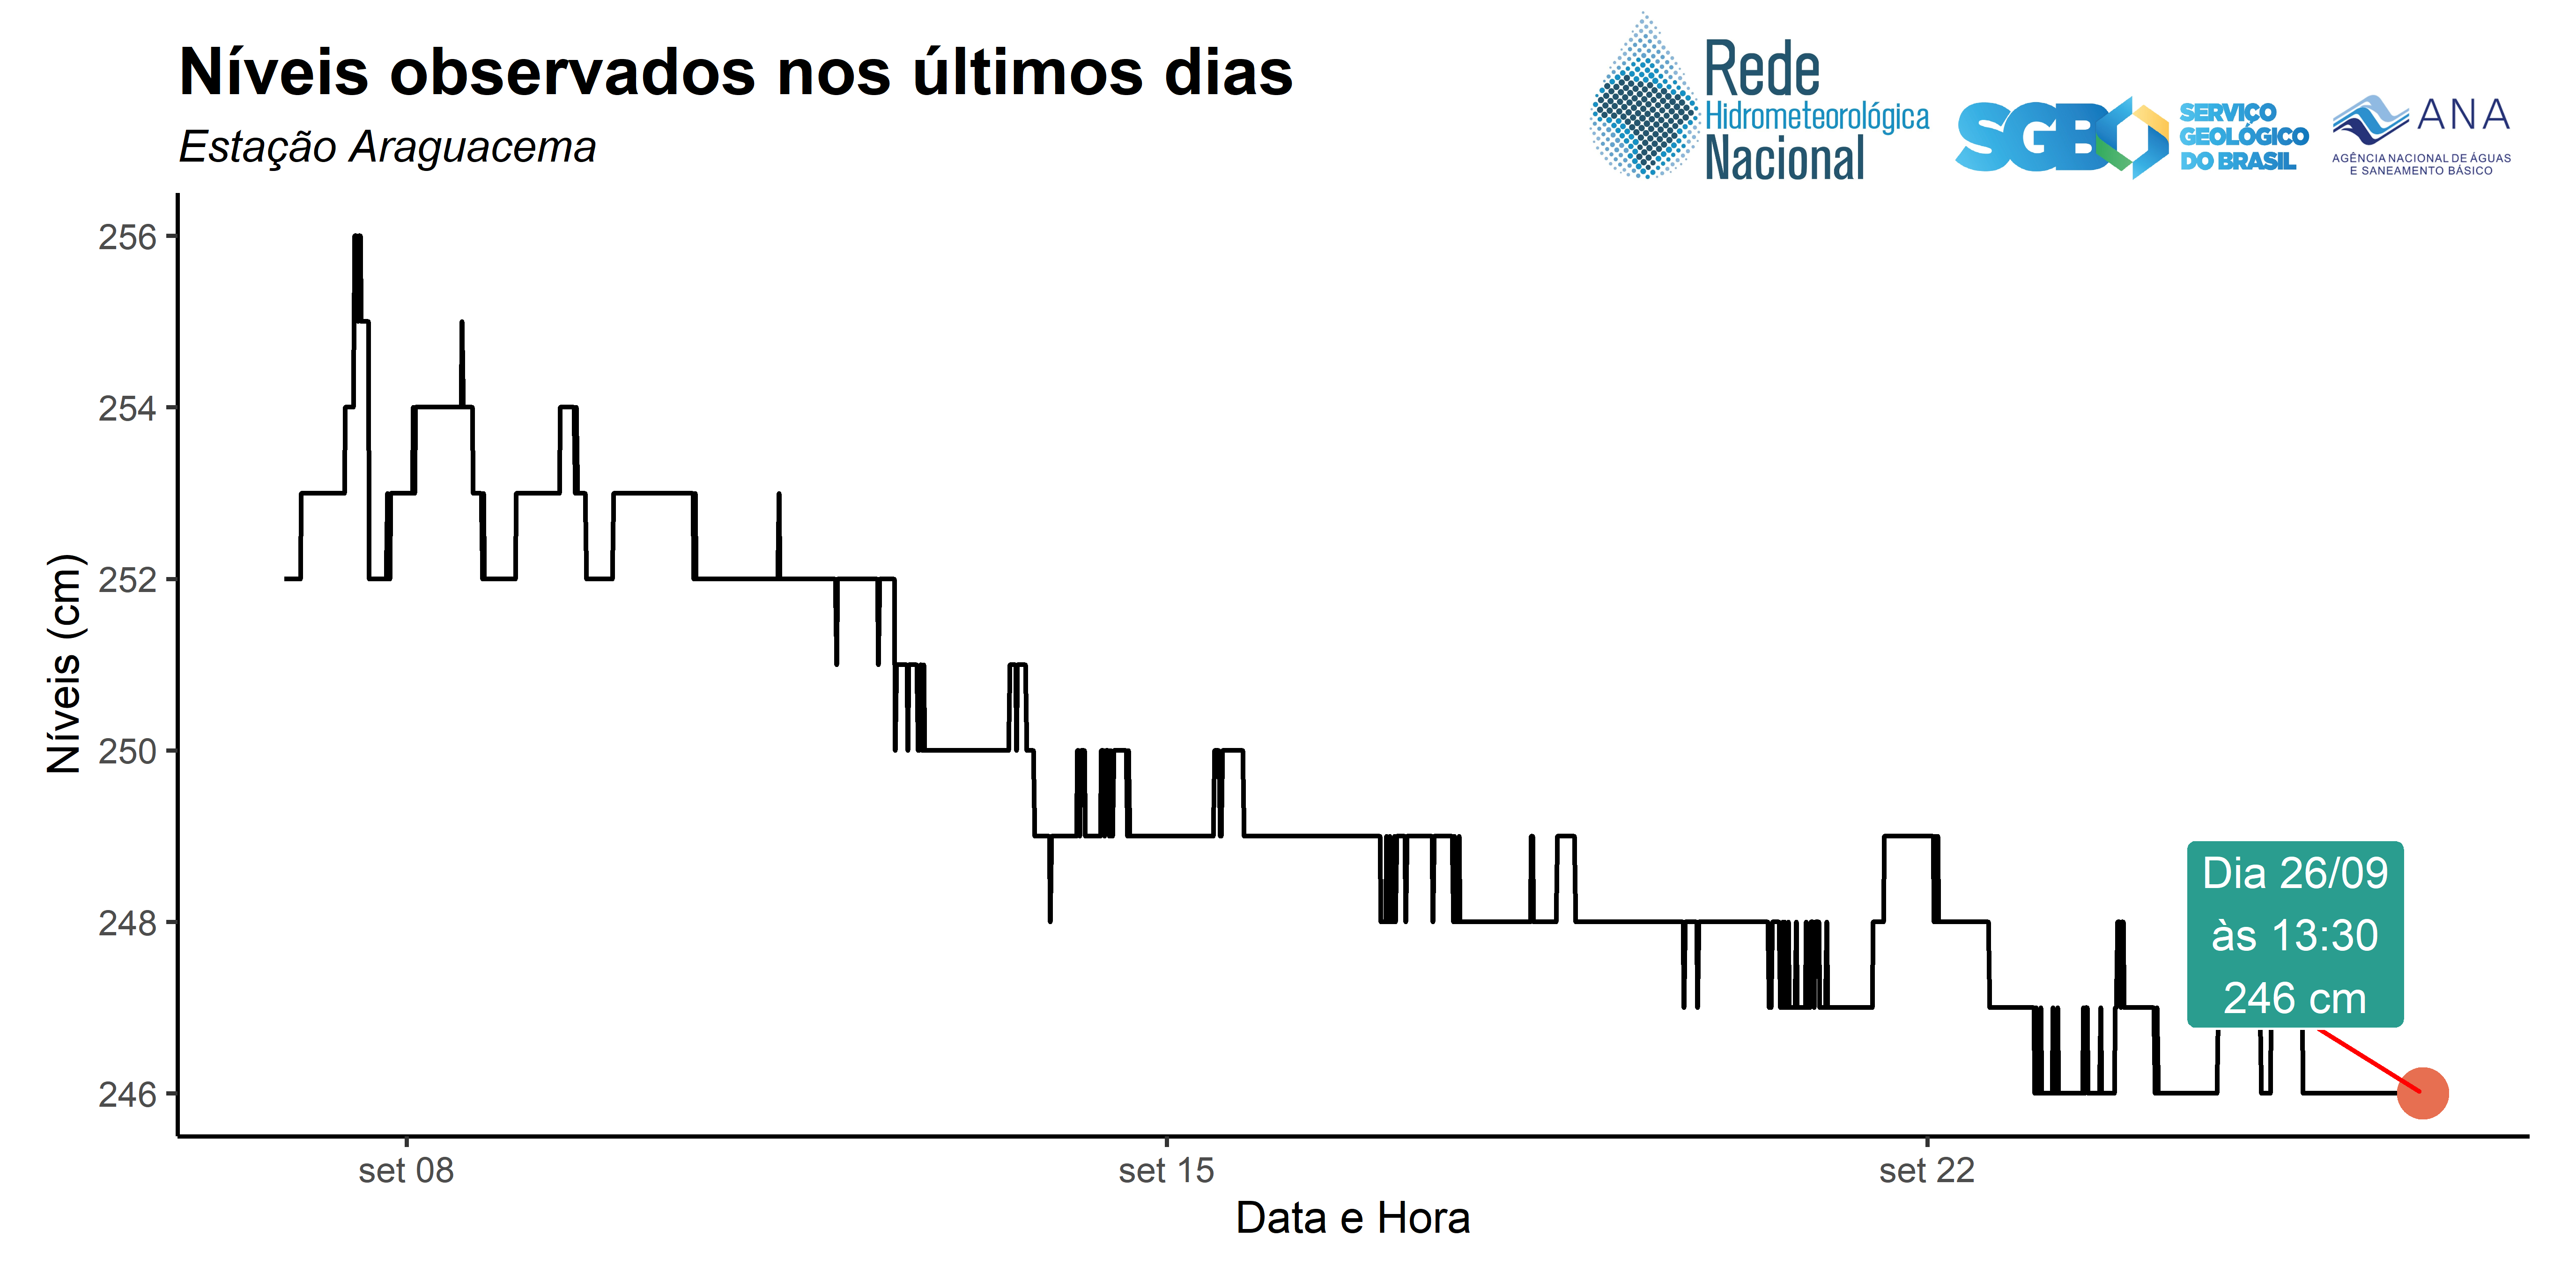 Níveis observados nos últimos dias
Estação Araguacema
Rede
Hidrometeorológica
Nacional
SGB
SERVIÇO
GEOLÓGICO
DO BRASIL
ANA
AGÊNCIA NACIONAL DE ÁGUAS
E SANEAMENTO BÁSICO
Níveis (cm)
256
254
252
250
248
246
Dia 26/09
às 13:30
246 cm
set 08
set 15
set 22
Data e Hora